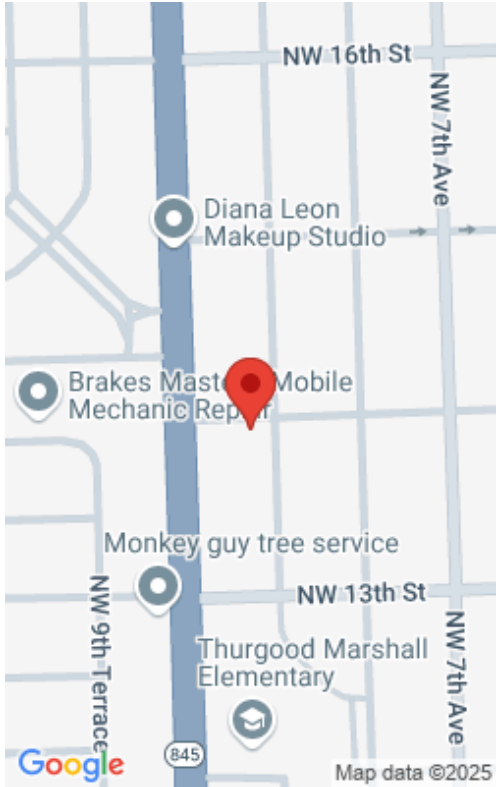 NW 16th St
NW 7th Ave
Diana Leon
Makeup Studio
Brakes Master Mobile
Mechanic Repair
Monkey guy tree service
NW 13th St
NW 9th Terrace
Thurgood Marshall
Elementary
NW 7th Ave
845
Google
Map data ©2025